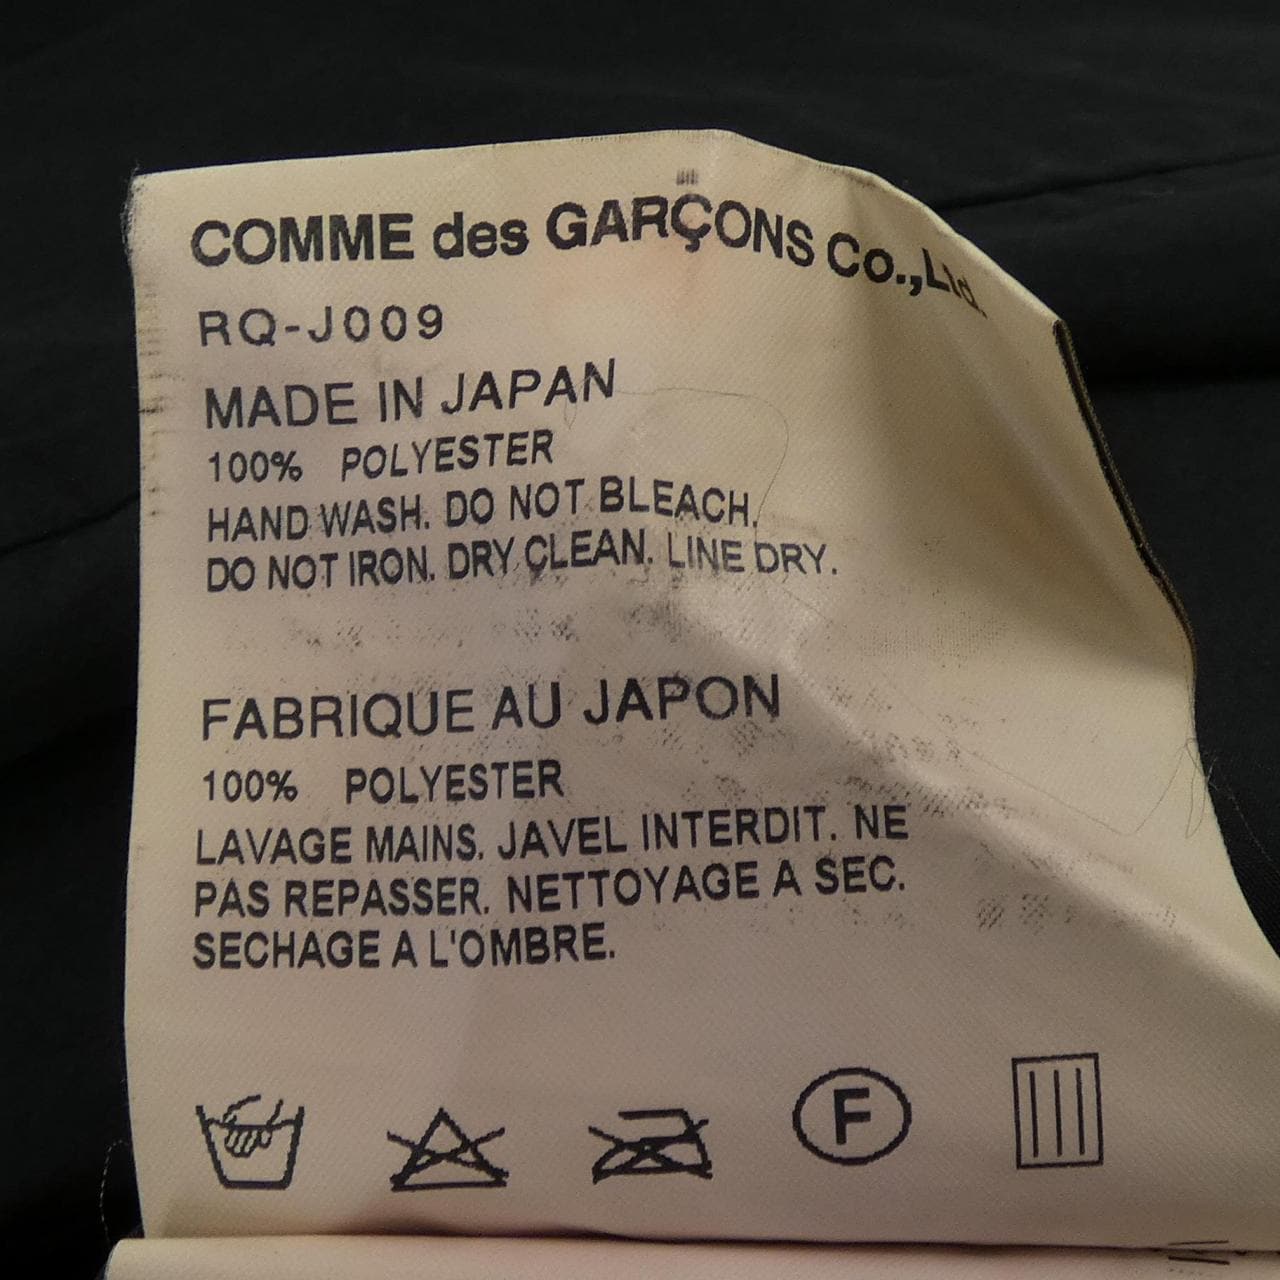 COMME des GARÇONS Co.,Ltd.
RQ-J009
MADE IN JAPAN
100% POLYESTER
HAND WASH. DO NOT BLEACH.
DO NOT IRON. DRY CLEAN. LINE DRY.
FABRIQUE AU JAPON
100% POLYESTER
LAVAGE MAINS. JAVEL INTERDIT. NE
PAS REPASSER. NETTOYAGE A SEC.
SECHAGE A L'OMBRE.
F